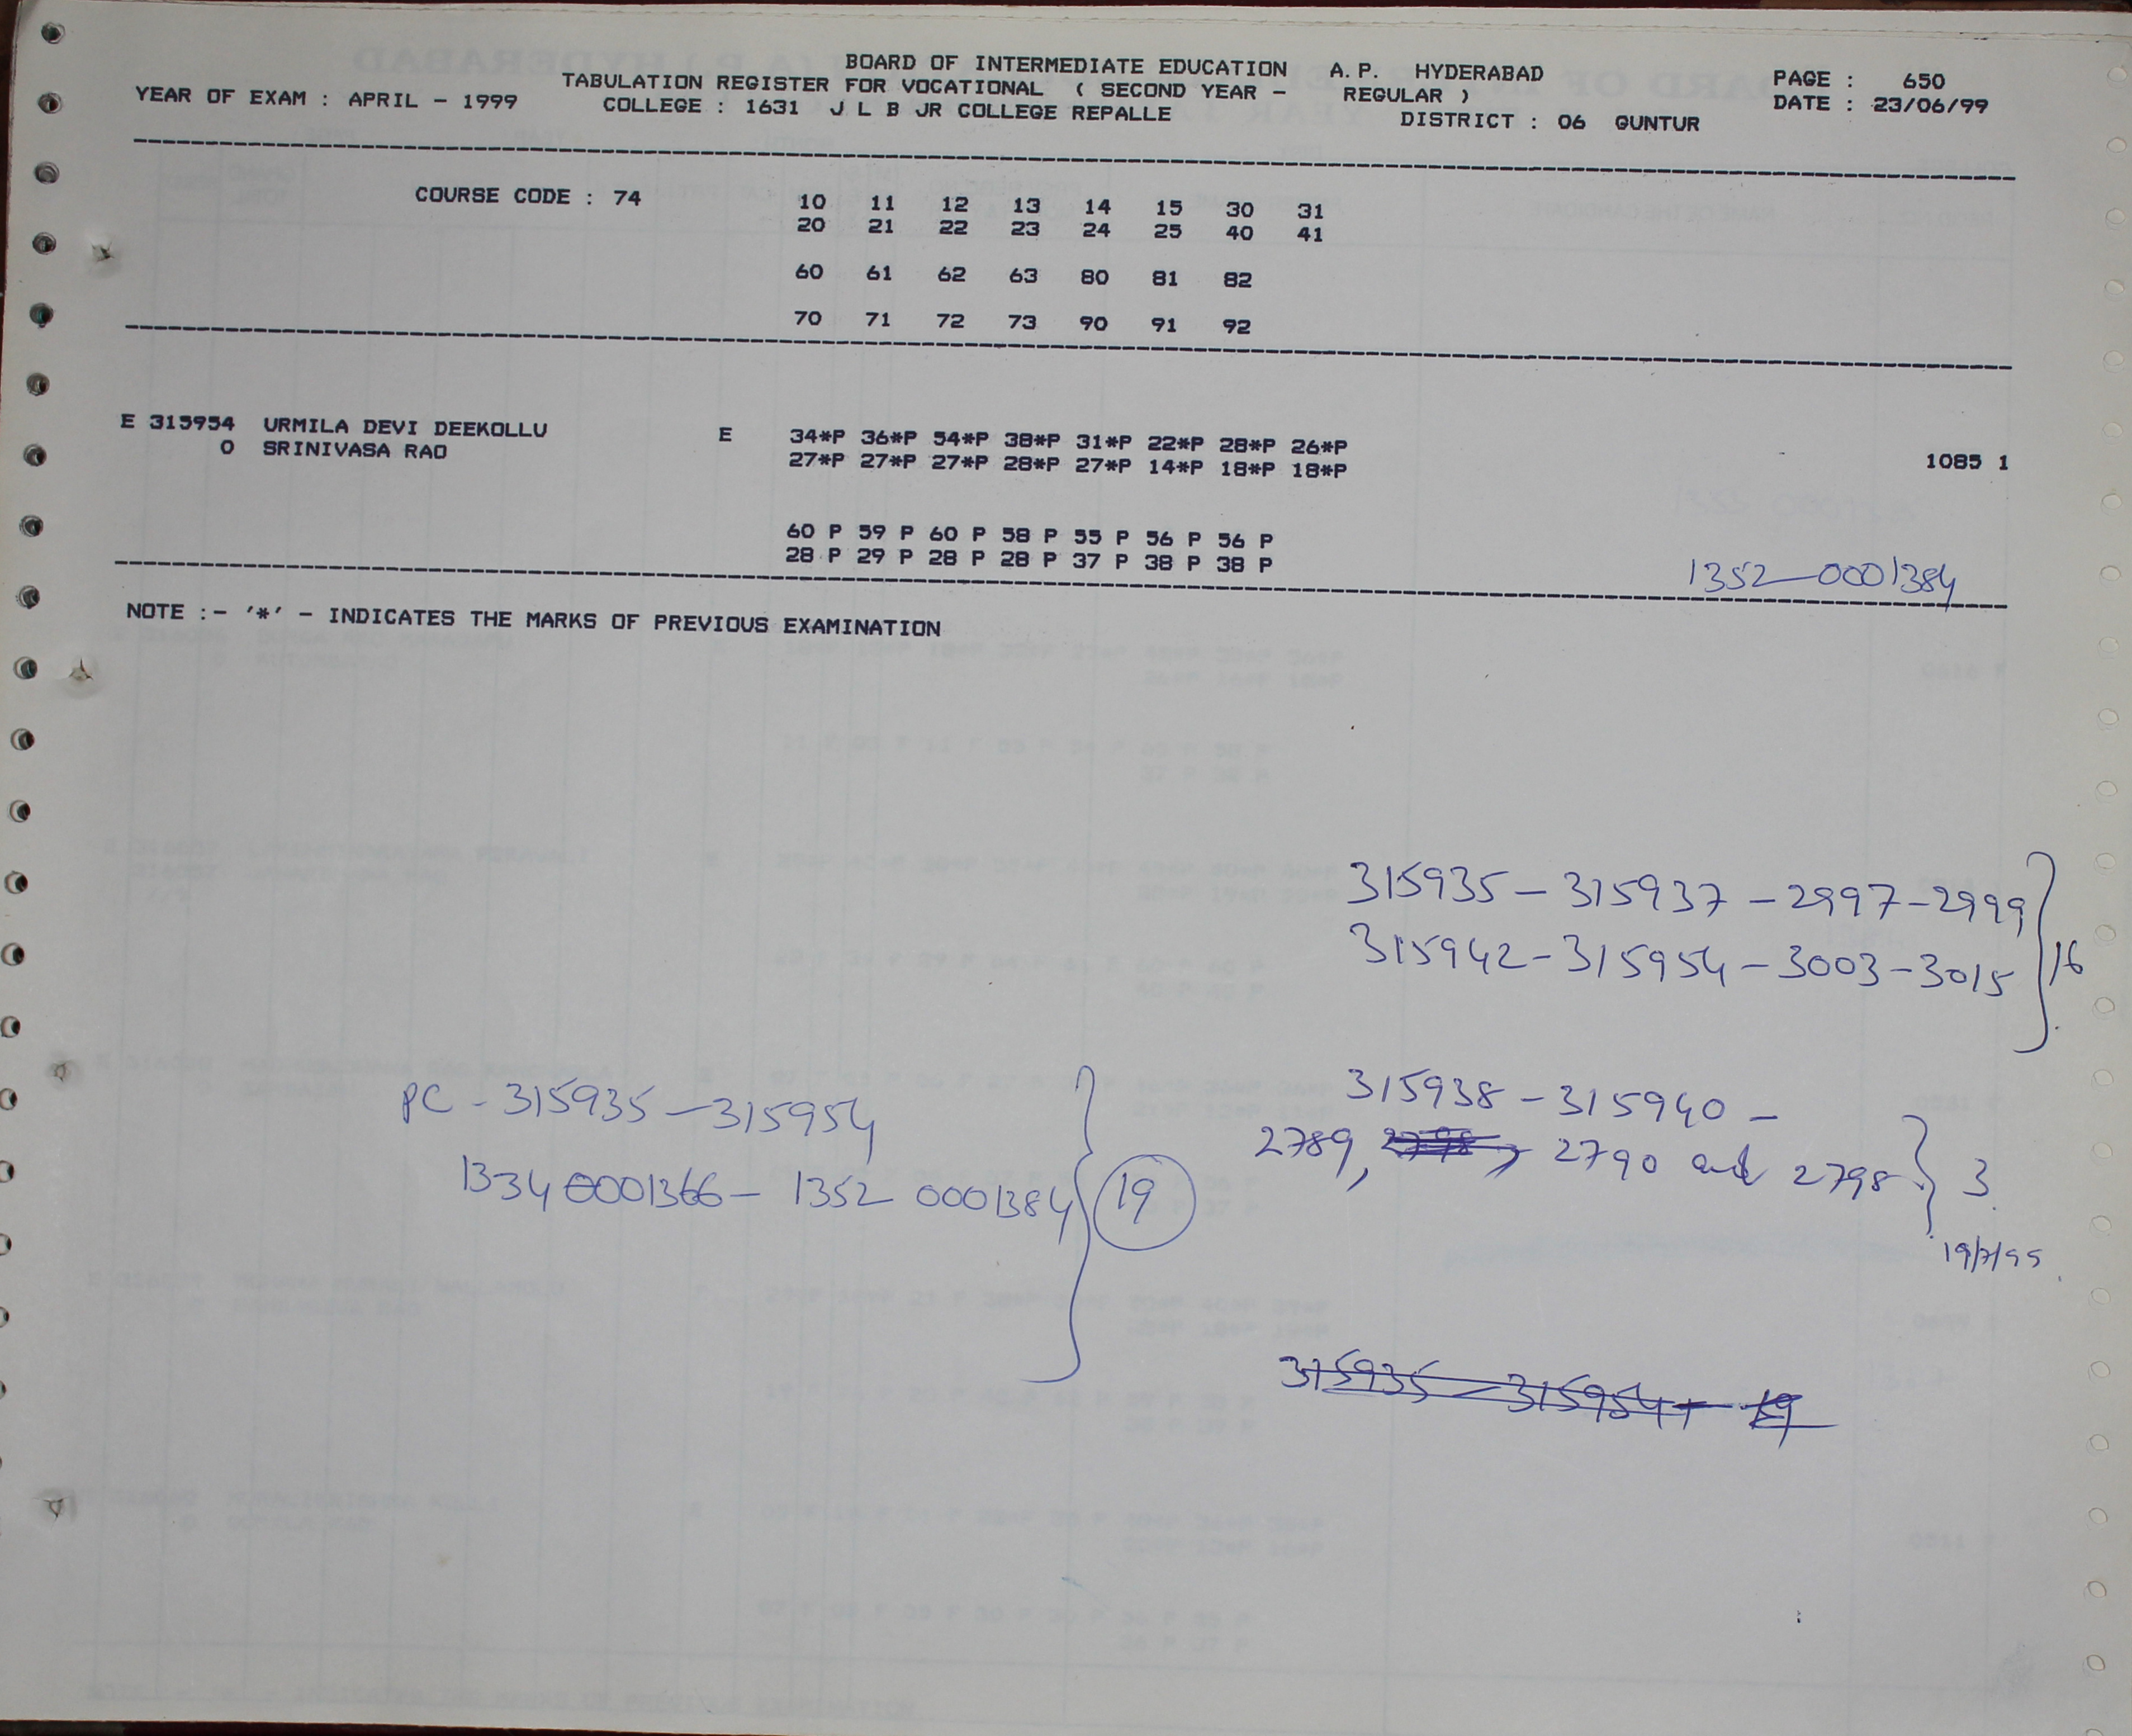 BOARD OF INTERMEDIATE EDUCATION A.P. HYDERABAD
TABULATION REGISTER FOR VOCATIONAL ( SECOND YEAR - REGULAR ) PAGE : 650
YEAR OF EXAM : APRIL - 1999 COLLEGE : 1631 J L B JR COLLEGE REPALLE DISTRICT : 06 GUNTUR DATE : 23/06/99
COURSE CODE : 74 10 11 12 13 14 15 30 31
20 21 22 23 24 25 40 41
60 61 62 63 80 81 82
70 71 72 73 90 91 92
E 315954 URMILA DEVI DEEKOLLU E 34*P 36*P 54*P 38*P 31*P 22*P 28*P 26*P
0 SRINIVASA RAO 27*P 27*P 27*P 28*P 27*P 14*P 18*P 18*P 1085 1
60 P 59 P 60 P 58 P 55 P 56 P 56 P
28 P 29 P 28 P 28 P 37 P 38 P 38 P
1352-0001384
NOTE :- '*' - INDICATES THE MARKS OF PREVIOUS EXAMINATION
315935 - 315937 - 2997-2999
315942-315954-3003-3015 16
PC - 315935 - 315954
1334 0001366 - 1352 0001384 19
315938 - 315940 -
2789, 2798, 2790 and 2798 3
19/7/99
315935 - 315954 - 19